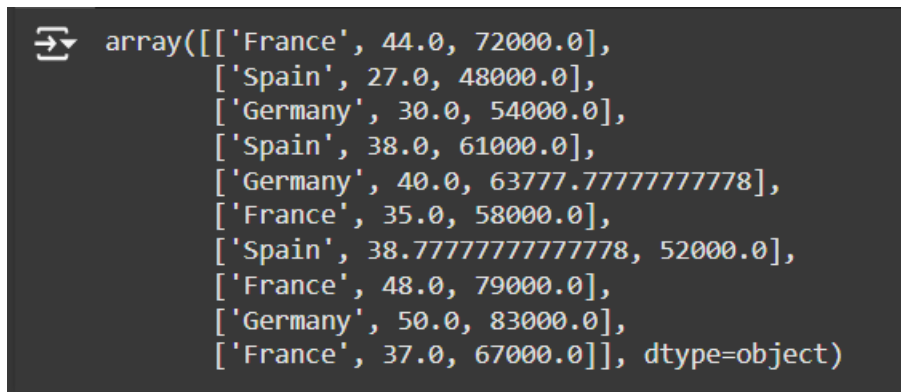 array([['France', 44.0, 72000.0],
['Spain', 27.0, 48000.0],
['Germany', 30.0, 54000.0],
['Spain', 38.0, 61000.0],
['Germany', 40.0, 63777.77777777778],
['France', 35.0, 58000.0],
['Spain', 38.77777777777778, 52000.0],
['France', 48.0, 79000.0],
['Germany', 50.0, 83000.0],
['France', 37.0, 67000.0]], dtype=object)